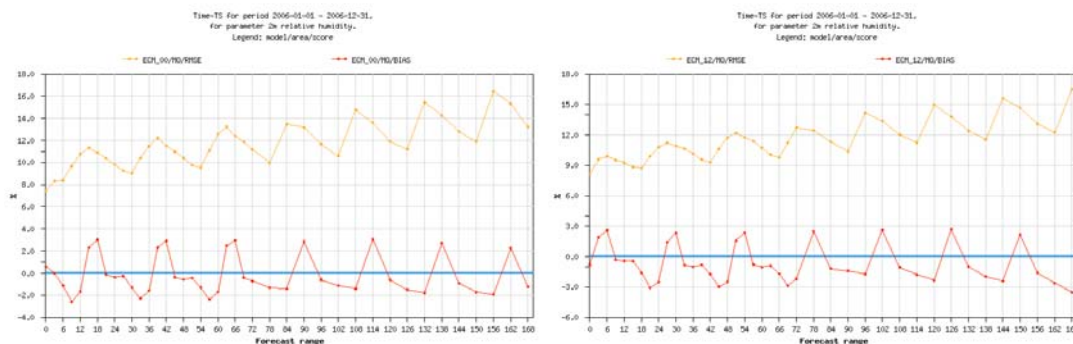 Time-TS for period 2006-01-01 - 2006-12-31,
for parameter 2m relative humidity.
Legend: model/area/score
ECM_00/MO/RMSE ECM_00/MO/BIAS
18.0
16.0
14.0
12.0
10.0
8.0
6.0
4.0
2.0
0.0
-2.0
-4.0
%
0 6 12 18 24 30 36 42 48 54 60 66 72 78 84 90 96 102 108 114 120 126 132 138 144 150 156 162 168
Forecast range
Time-TS for period 2006-01-01 - 2006-12-31,
for parameter 2m relative humidity.
Legend: model/area/score
ECM_12/MO/RMSE ECM_12/MO/BIAS
18.0
15.0
12.0
9.0
6.0
3.0
0.0
-3.0
-6.0
%
0 6 12 18 24 30 36 42 48 54 60 66 72 78 84 90 96 102 108 114 120 126 132 138 144 150 156 162
Forecast range